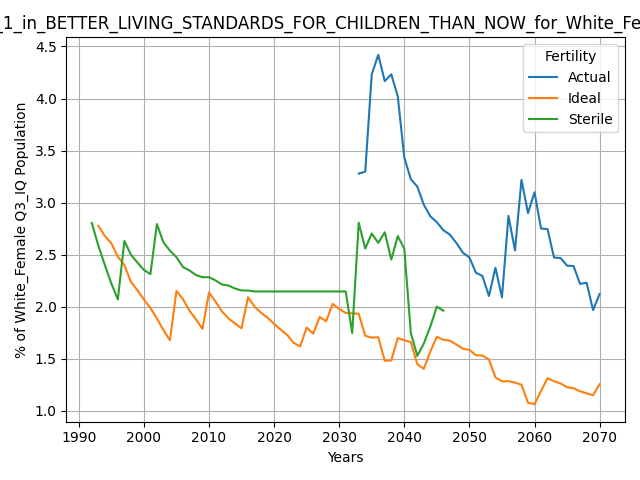 _1_in_BETTER_LIVING_STANDARDS_FOR_CHILDREN_THAN_NOW_for_White_Fe
Fertility
Actual
Ideal
Sterile
% of White_Female Q3_IQ Population
4.5
4.0
3.5
3.0
2.5
2.0
1.5
1.0
1990 2000 2010 2020 2030 2040 2050 2060 2070
Years